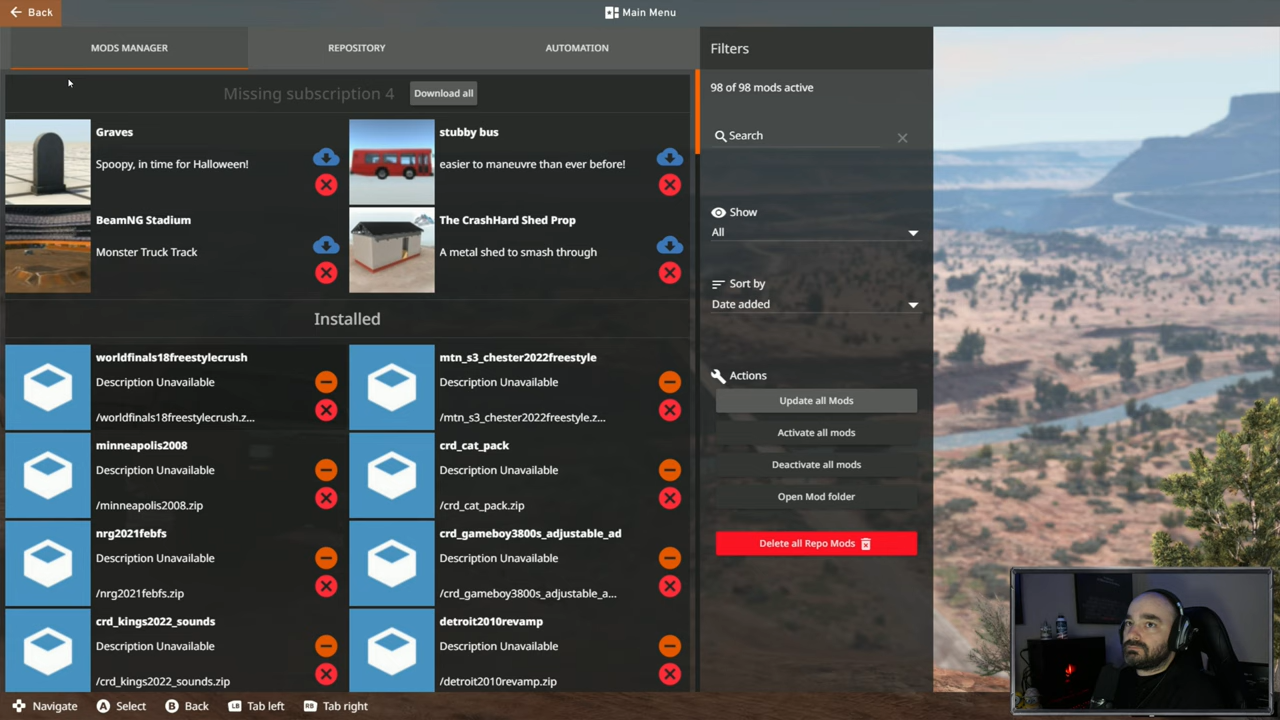 Back
Main Menu
MODS MANAGER
REPOSITORY
AUTOMATION
Missing subscription 4
Download all
Graves
Spoopy, in time for Halloween!
stubby bus
easier to maneuvre than ever before!
BeamNG Stadium
Monster Truck Track
The CrashHard Shed Prop
A metal shed to smash through
Installed
worldfinals18freestylecrush
Description Unavailable
/worldfinals18freestylecrush.z...
mtn_s3_chester2022freestyle
Description Unavailable
/mtn_s3_chester2022freestyle.z...
minneapolis2008
Description Unavailable
/minneapolis2008.zip
crd_cat_pack
Description Unavailable
/crd_cat_pack.zip
nrg2021febfs
Description Unavailable
/nrg2021febfs.zip
crd_gameboy3800s_adjustable_ad
Description Unavailable
/crd_gameboy3800s_adjustable_a...
crd_kings2022_sounds
Description Unavailable
/crd_kings2022_sounds.zip
detroit2010revamp
Description Unavailable
/detroit2010revamp.zip
Filters
98 of 98 mods active
Search
Show
All
Sort by
Date added
Actions
Update all Mods
Activate all mods
Deactivate all mods
Open Mod folder
Delete all Repo Mods
Navigate
A Select
B Back
LB Tab left
RB Tab right